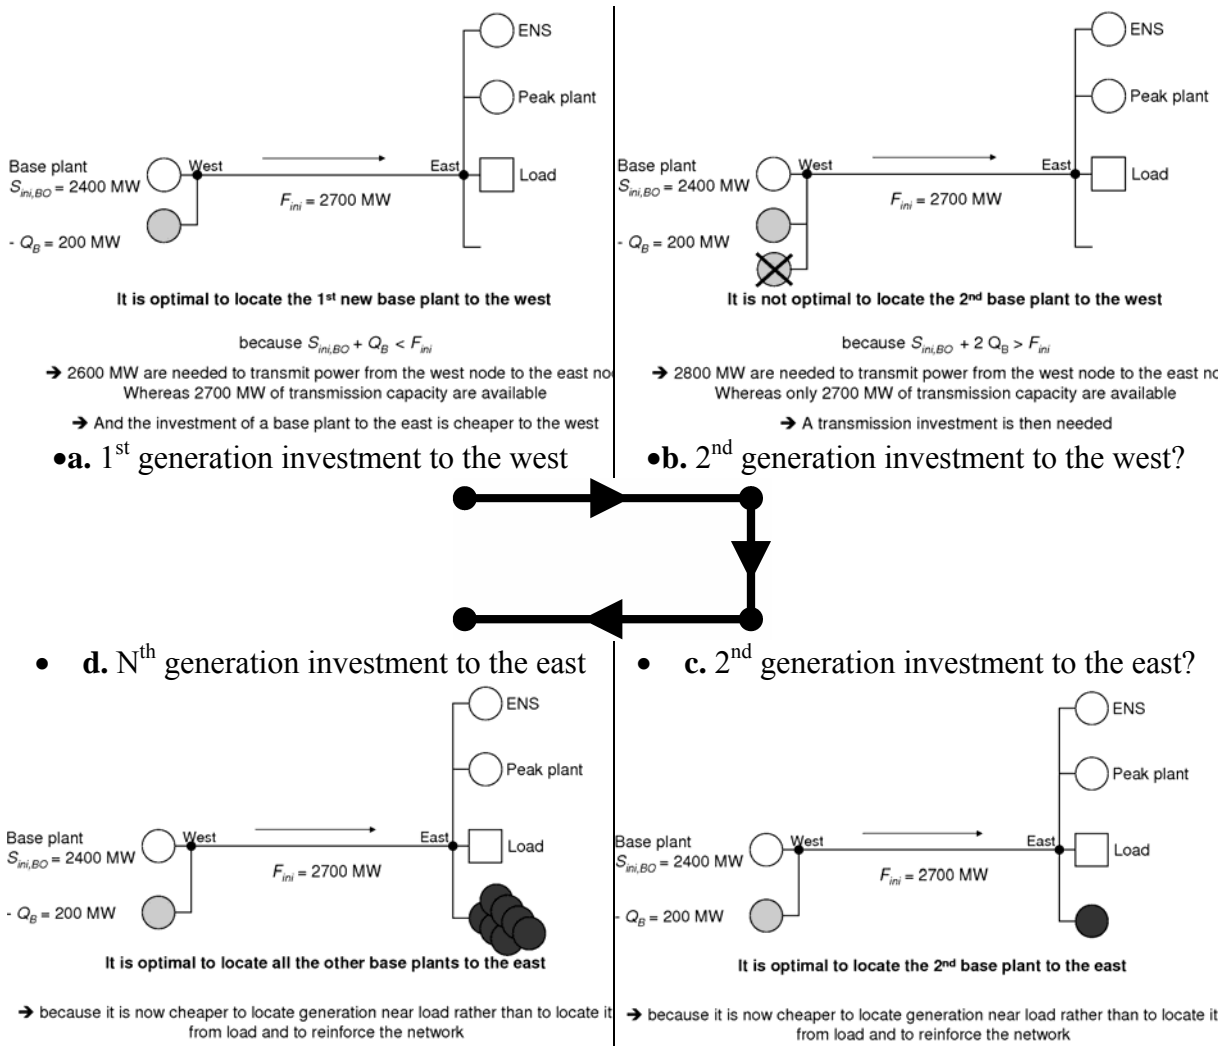 ENS
Peak plant
Base plant
S_ini,BO = 2400 MW
West
East
Load
F_ini = 2700 MW
- Q_B = 200 MW
It is optimal to locate the 1st new base plant to the west
because S_ini,BO + Q_B < F_ini
➔ 2600 MW are needed to transmit power from the west node to the east no
Whereas 2700 MW of transmission capacity are available
➔ And the investment of a base plant to the east is cheaper to the west
•a. 1st generation investment to the west
ENS
Peak plant
Base plant
S_ini,BO = 2400 MW
West
East
Load
F_ini = 2700 MW
- Q_B = 200 MW
It is not optimal to locate the 2nd base plant to the west
because S_ini,BO + 2 Q_B > F_ini
➔ 2800 MW are needed to transmit power from the west node to the east no
Whereas only 2700 MW of transmission capacity are available
➔ A transmission investment is then needed
•b. 2nd generation investment to the west?
• d. Nth generation investment to the east
ENS
Peak plant
Base plant
S_ini,BO = 2400 MW
West
East
Load
F_ini = 2700 MW
- Q_B = 200 MW
It is optimal to locate all the other base plants to the east
➔ because it is now cheaper to locate generation near load rather than to locate it
from load and to reinforce the network
• c. 2nd generation investment to the east?
ENS
Peak plant
Base plant
S_ini,BO = 2400 MW
West
East
Load
F_ini = 2700 MW
- Q_B = 200 MW
It is optimal to locate the 2nd base plant to the east
➔ because it is now cheaper to locate generation near load rather than to locate it
from load and to reinforce the network